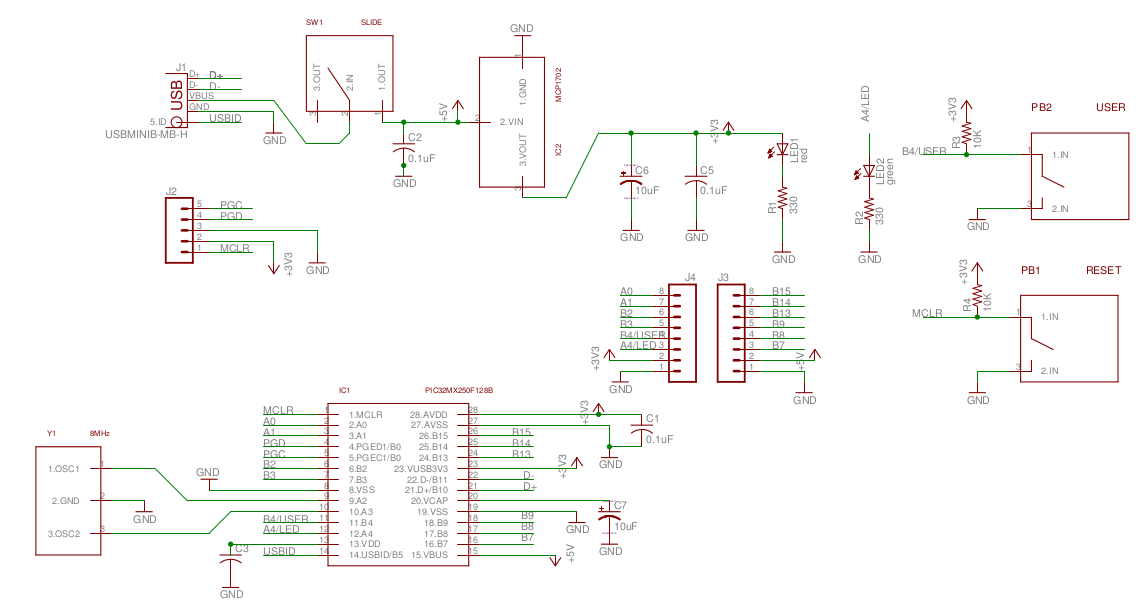 SW1 SLIDE
3.OUT
2.IN
1.OUT
3
2
1
J1
USB
D+ D+
D- D-
VBUS
GND
5.ID USBID
USBMINIB-MB-H
GND
C2
0.1uF
GND
+5V
GND
1
1.GND
MCP1702
2 2.VIN
3.VOUT
IC2
3
+3V3
C6
10uF
GND
C5
0.1uF
GND
LED1
red
R1
330
GND
A4/LED
LED2
green
R2
330
GND
PB2 USER
+3V3
R3
10K
B4/USER
1 1.IN
3 2.IN
GND
PB1 RESET
+3V3
R4
10K
MCLR
1 1.IN
3 2.IN
GND
J2
5 PGC
4 PGD
3
2
1 MCLR
+3V3
GND
J4
A0 8
A1 7
B2 6
B3 5
B4/USER 4
A4/LED 3
2
1
+3V3
GND
J3
8 B15
7 B14
6 B13
5 B9
4 B8
3 B7
2
1
+5V
GND
IC1 PIC32MX250F128B
MCLR 1 1.MCLR
A0 2 2.A0
A1 3 3.A1
PGD 4 4.PGED1/B0
PGC 5 5.PGEC1/B0
B2 6 6.B2
B3 7 7.B3
GND 8 8.VSS
9 9.A2
10 10.A3
B4/USER 11 11.B4
A4/LED 12 12.A4
13 13.VDD
USBID 14 14.USBID/B5
28.AVDD 28
27.AVSS 27
26.B15 26 B15
25.B14 25 B14
24.B13 24 B13
23.VUSB3V3 23
22.D-/B11 22 D-
21.D+/B10 21 D+
20.VCAP 20
19.VSS 19
18.B9 18 B9
17.B8 17 B8
16.B7 16 B7
15.VBUS 15
+3V3
C1
0.1uF
GND
+3V3
GND
C7
10uF
GND
+5V
Y1 8MHz
1.OSC1 1
2.GND 2
3.OSC2 3
GND
C3
GND